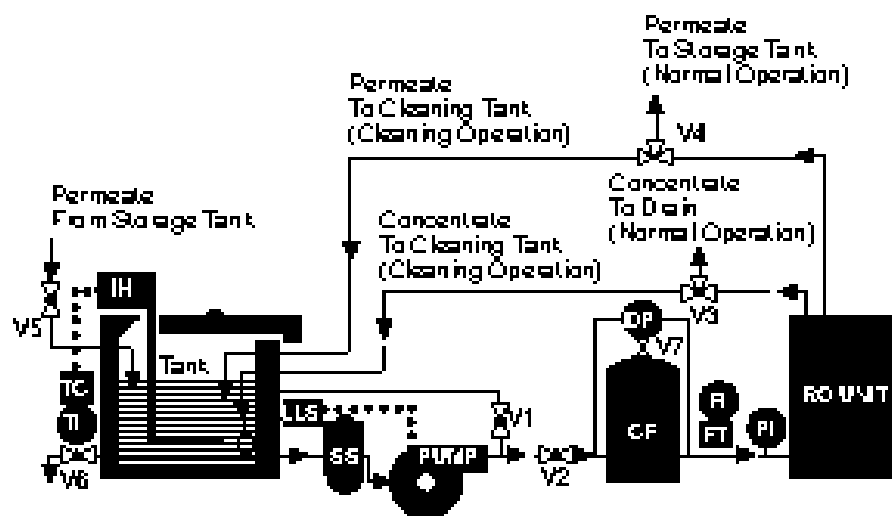 Permeate
To Storage Tank
(Normal Operation)
V4
Permeate
To Cleaning Tank
(Cleaning Operation)
Permeate
From Storage Tank
Concentrate
To Drain
(Normal Operation)
Concentrate
To Cleaning Tank
(Cleaning Operation)
IH
V5
V3
DP
V7
Tank
TC
TI
LLS
V1
RO UNIT
FI
FT
PI
CF
SS
PUMP
V2
V6